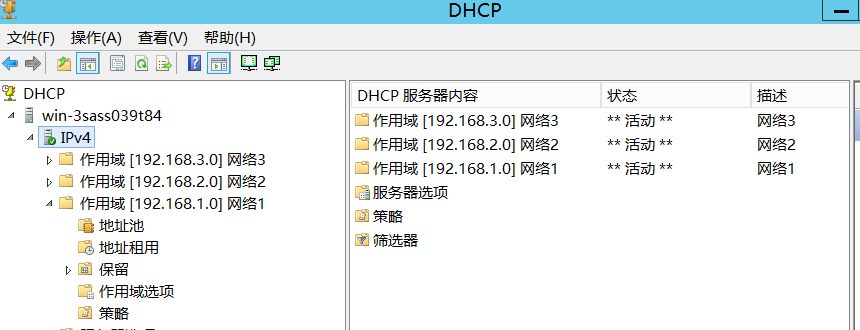 DHCP
文件(F) 操作(A) 查看(V) 帮助(H)
DHCP
win-3sass039t84
IPv4
作用域 [192.168.3.0] 网络3
作用域 [192.168.2.0] 网络2
作用域 [192.168.1.0] 网络1
地址池
地址租用
保留
作用域选项
策略
DHCP 服务器内容 状态 描述
作用域 [192.168.3.0] 网络3 ** 活动 ** 网络3
作用域 [192.168.2.0] 网络2 ** 活动 ** 网络2
作用域 [192.168.1.0] 网络1 ** 活动 ** 网络1
服务器选项
策略
筛选器